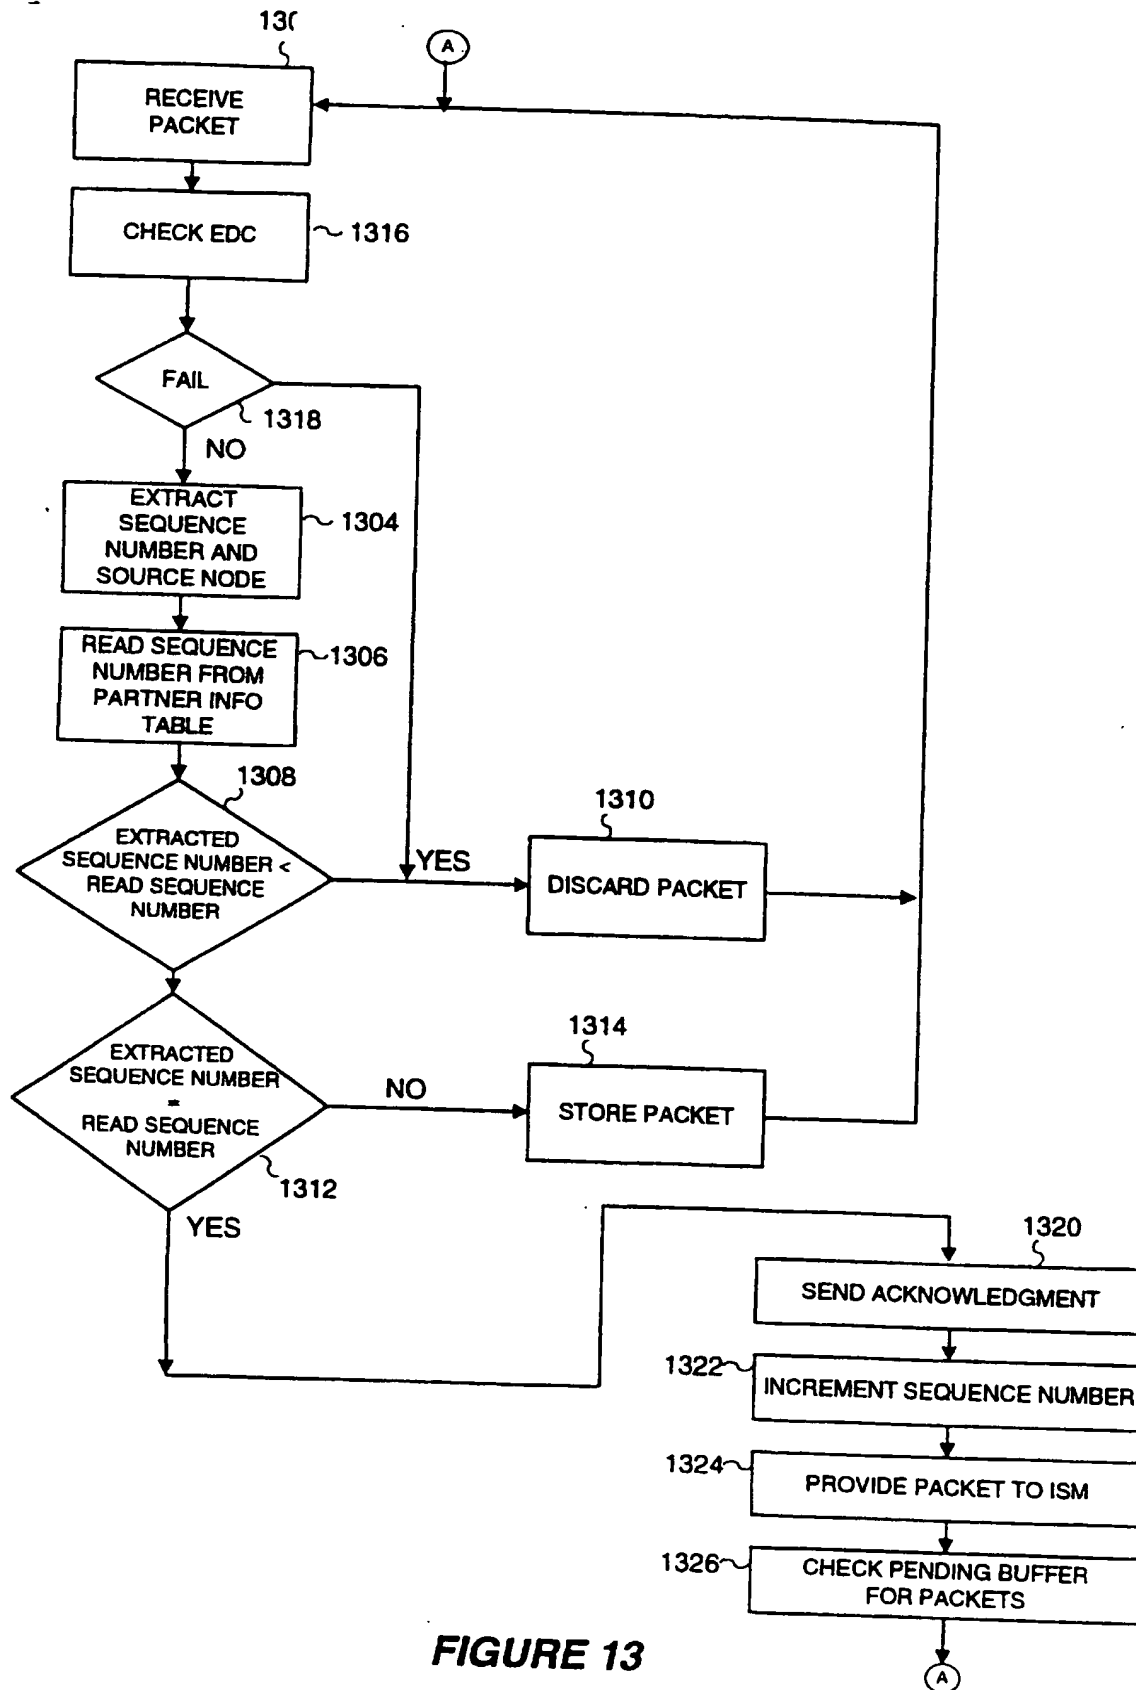 A
RECEIVE
PACKET
CHECK EDC
1316
FAIL
1318
NO
EXTRACT
SEQUENCE
NUMBER AND
SOURCE NODE
1304
READ SEQUENCE
NUMBER FROM
PARTNER INFO
TABLE
1306
1308
EXTRACTED
SEQUENCE NUMBER <
READ SEQUENCE
NUMBER
YES
1310
DISCARD PACKET
EXTRACTED
SEQUENCE NUMBER
=
READ SEQUENCE
NUMBER
1312
NO
1314
STORE PACKET
YES
1320
SEND ACKNOWLEDGMENT
1322
INCREMENT SEQUENCE NUMBER
1324
PROVIDE PACKET TO ISM
1326
CHECK PENDING BUFFER
FOR PACKETS
A
FIGURE 13